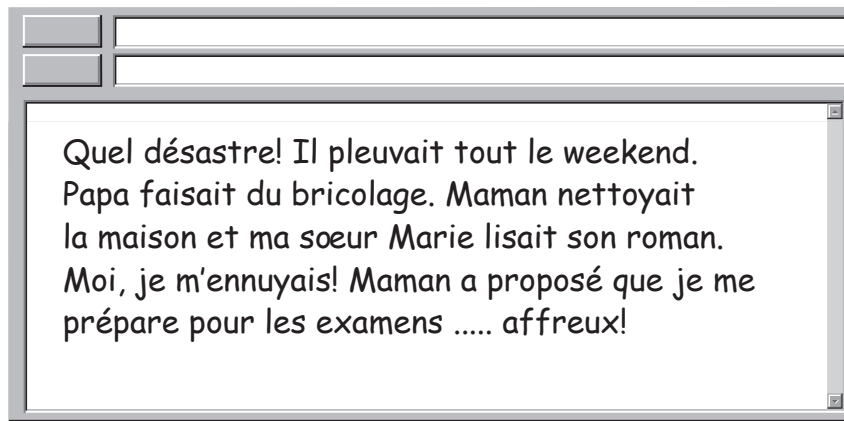 Quel désastre! Il pleuvait tout le weekend.
Papa faisait du bricolage. Maman nettoyait
la maison et ma sœur Marie lisait son roman.
Moi, je m'ennuyais! Maman a proposé que je me
prépare pour les examens ..... affreux!